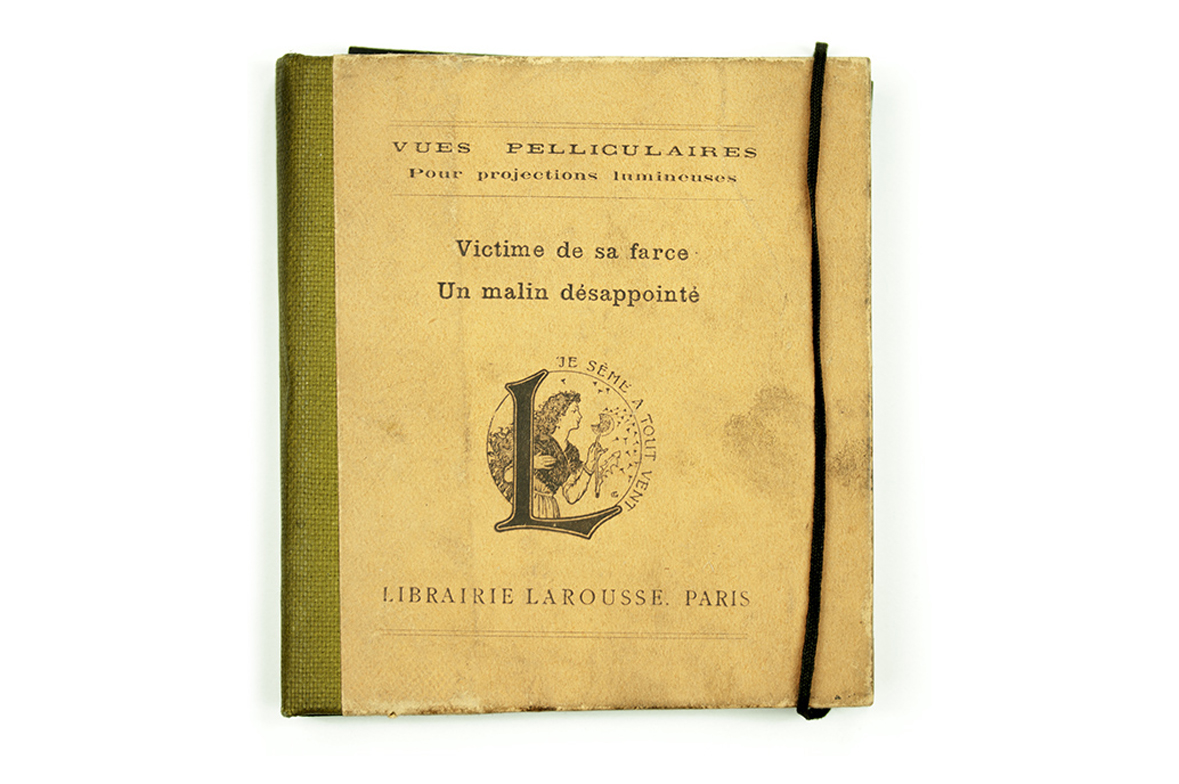 VUES PELLICULAIRES
Pour projections lumineuses
Victime de sa farce
Un malin désappointé
JE SÈME A TOUT VENT
L
LIBRAIRIE LAROUSSE. PARIS